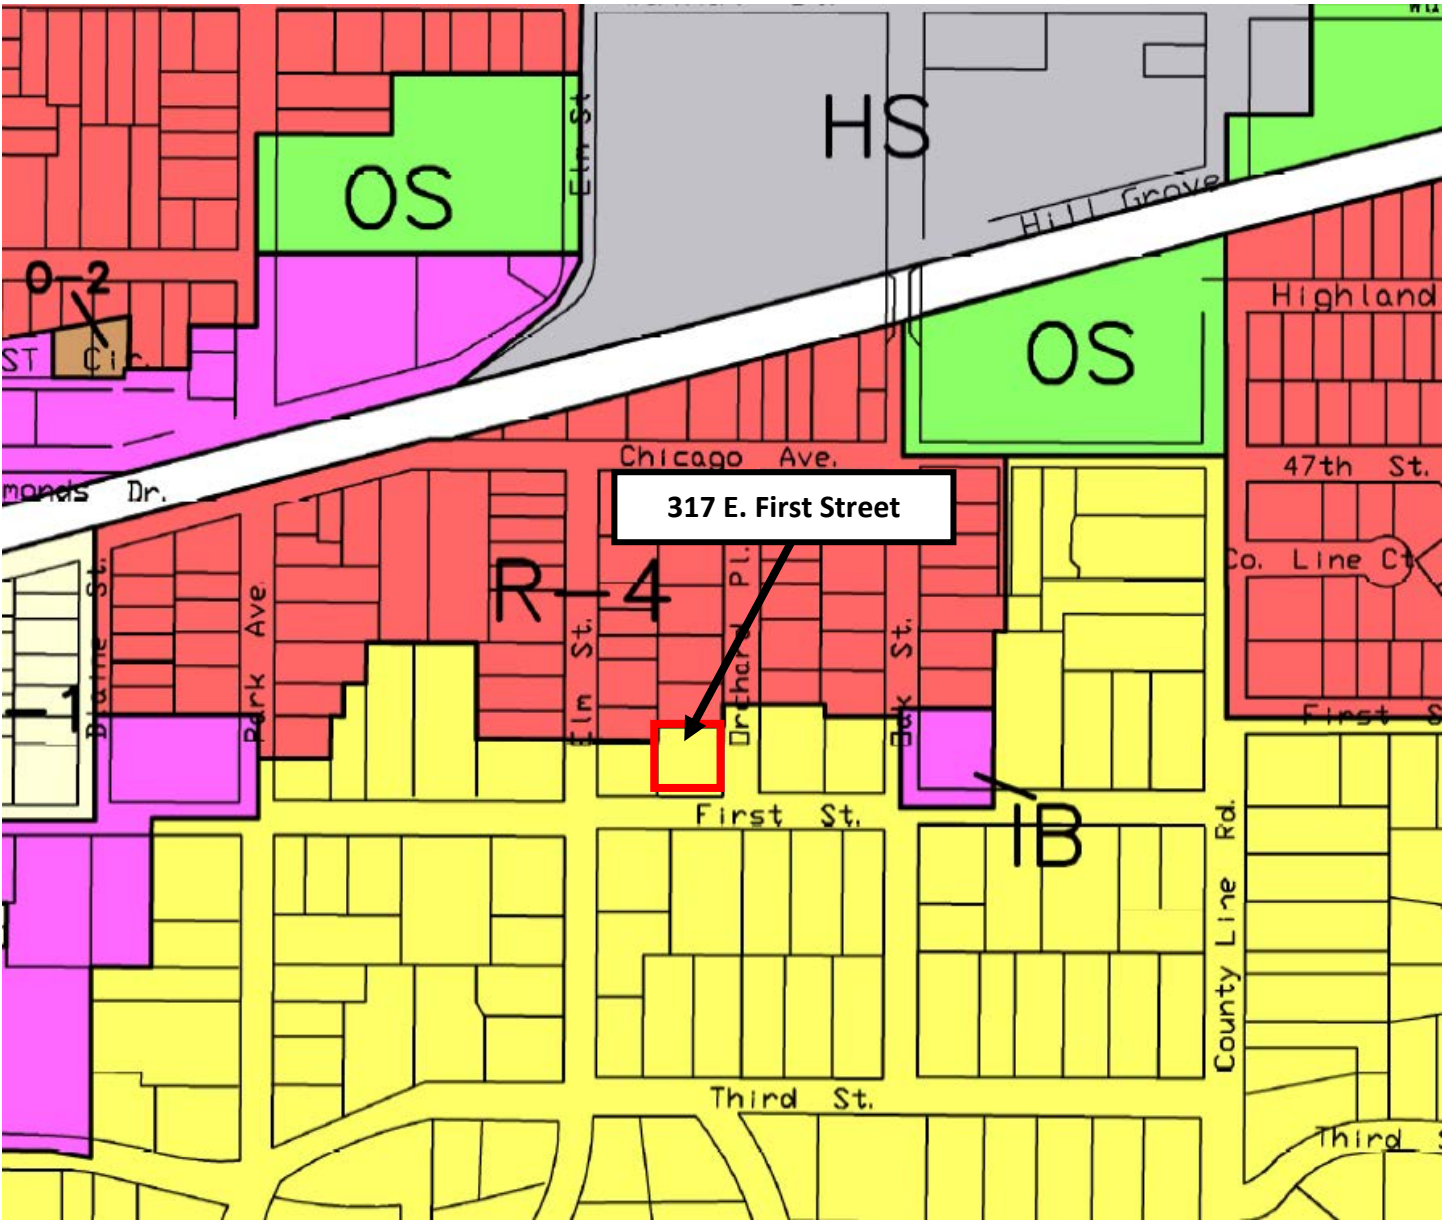 HS
Elm St
OS
Hill Grove
O-2
ST Cir.
Highland
OS
Chicago Ave.
47th St.
monds Dr.
317 E. First Street
Co. Line Ct
R-4
Blaine St.
Park Ave.
Elm St.
Orchard Pl.
Oak St.
-1
First S
First St.
IB
County Line Rd.
Third St.
Third S